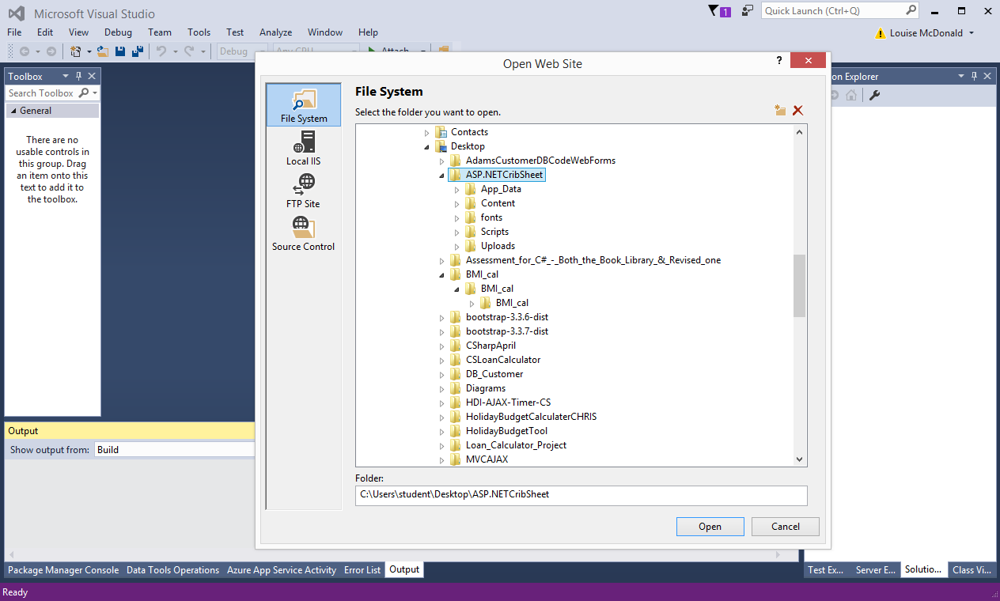 Microsoft Visual Studio
1
Quick Launch (Ctrl+Q)
File Edit View Debug Team Tools Test Analyze Window Help
Louise McDonald
Debug
Any CPU
Attach...
Toolbox
Search Toolbox
General
There are no
usable controls in
this group. Drag
an item onto this
text to add it to
the toolbox.
Open Web Site
?
File System
Local IIS
FTP Site
Source Control
File System
Select the folder you want to open.
Contacts
Desktop
AdamsCustomerDBCodeWebForms
ASP.NETCribSheet
App_Data
Content
fonts
Scripts
Uploads
Assessment_for_C#_-_Both_the_Book_Library_&_Revised_one
BMI_cal
BMI_cal
BMI_cal
bootstrap-3.3.6-dist
bootstrap-3.3.7-dist
CSharpApril
CSLoanCalculator
DB_Customer
Diagrams
HDI-AJAX-Timer-CS
HolidayBudgetCalculaterCHRIS
HolidayBudgetTool
Loan_Calculator_Project
MVCAJAX
Folder:
C:\Users\student\Desktop\ASP.NETCribSheet
Open Cancel
on Explorer
Output
Show output from: Build
Package Manager Console Data Tools Operations Azure App Service Activity Error List Output
Test Ex... Server E... Solutio... Class Vi...
Ready